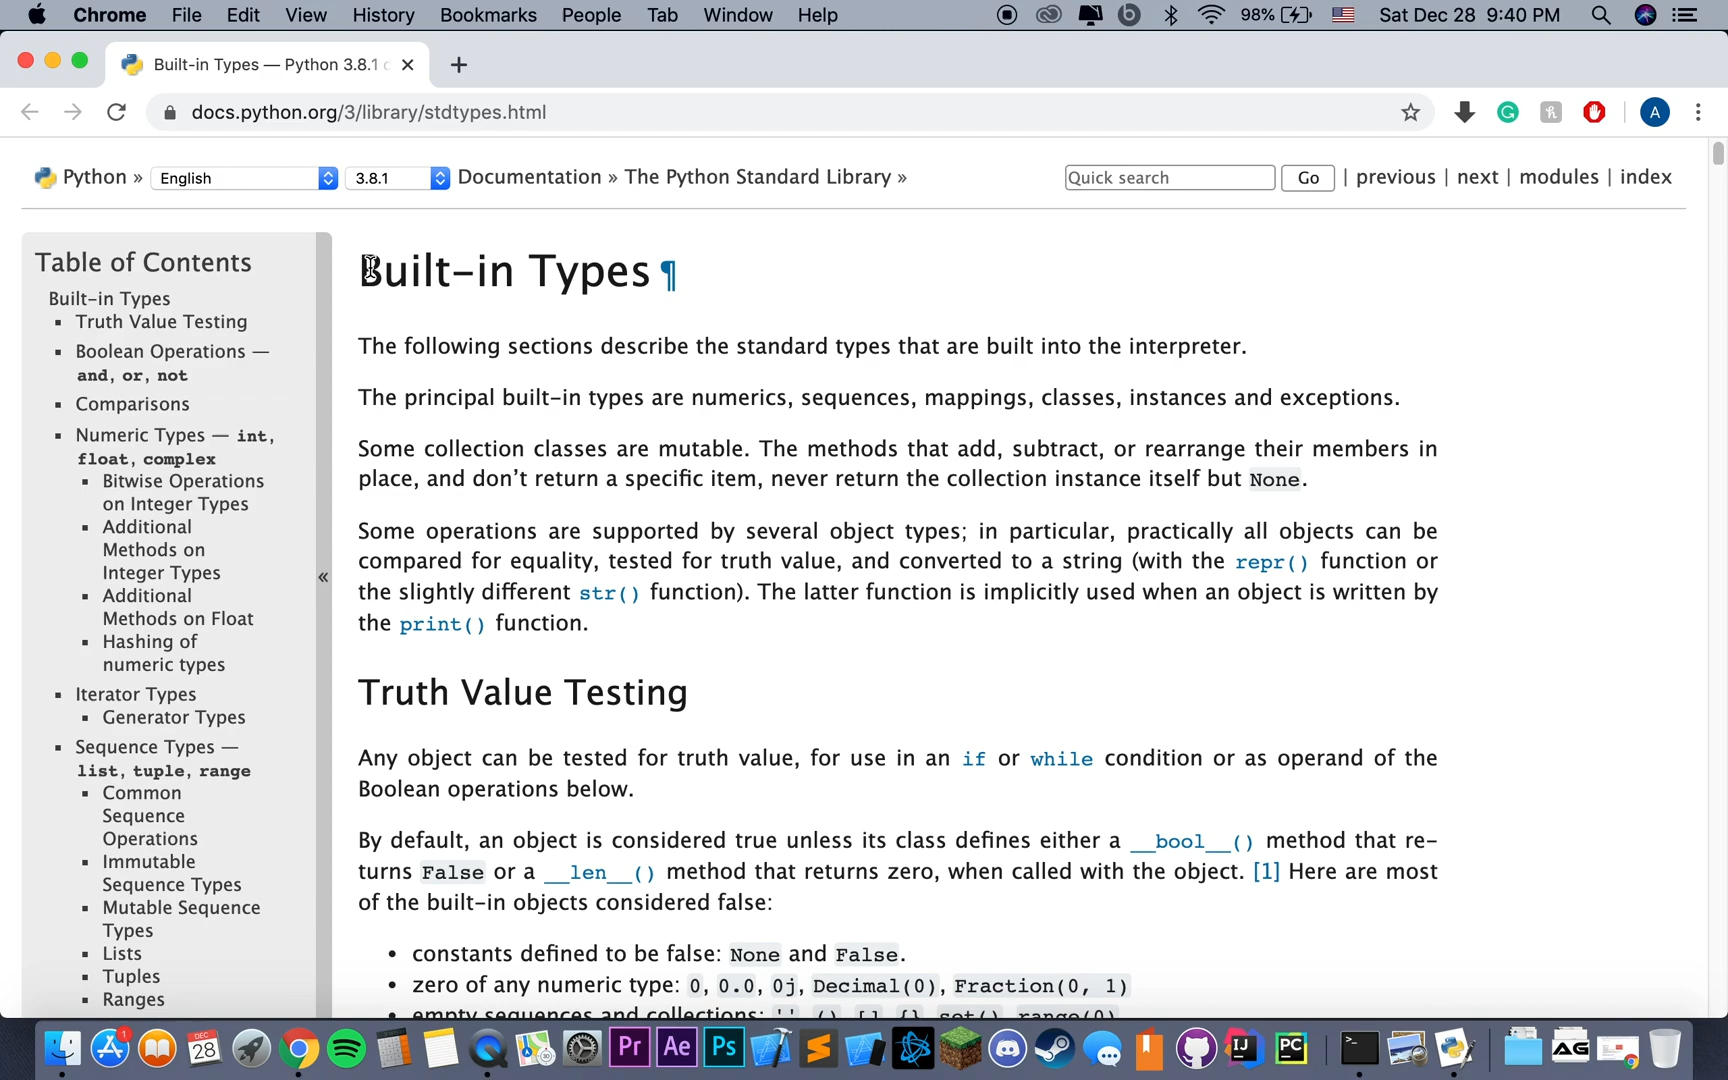 Chrome File Edit View History Bookmarks People Tab Window Help 98% Sat Dec 28 9:40 PM
Built-in Types — Python 3.8.1
docs.python.org/3/library/stdtypes.html
A
Python » English 3.8.1 Documentation » The Python Standard Library » Quick search Go | previous | next | modules | index
Table of Contents
Built-in Types
Truth Value Testing
Boolean Operations —
and, or, not
Comparisons
Numeric Types — int,
float, complex
Bitwise Operations
on Integer Types
Additional
Methods on
Integer Types
Additional
Methods on Float
Hashing of
numeric types
Iterator Types
Generator Types
Sequence Types —
list, tuple, range
Common
Sequence
Operations
Immutable
Sequence Types
Mutable Sequence
Types
Lists
Tuples
Ranges
«
Built-in Types ¶
The following sections describe the standard types that are built into the interpreter.
The principal built-in types are numerics, sequences, mappings, classes, instances and exceptions.
Some collection classes are mutable. The methods that add, subtract, or rearrange their members in
place, and don’t return a specific item, never return the collection instance itself but None.
Some operations are supported by several object types; in particular, practically all objects can be
compared for equality, tested for truth value, and converted to a string (with the repr() function or
the slightly different str() function). The latter function is implicitly used when an object is written by
the print() function.
Truth Value Testing
Any object can be tested for truth value, for use in an if or while condition or as operand of the
Boolean operations below.
By default, an object is considered true unless its class defines either a __bool__() method that re-
turns False or a __len__() method that returns zero, when called with the object. [1] Here are most
of the built-in objects considered false:
• constants defined to be false: None and False.
• zero of any numeric type: 0, 0.0, 0j, Decimal(0), Fraction(0, 1)
• empty sequences and collections: '', (), [], {}, set(), range(0)
1
DEC
28
Pr Ae Ps IJ PC >_ AG